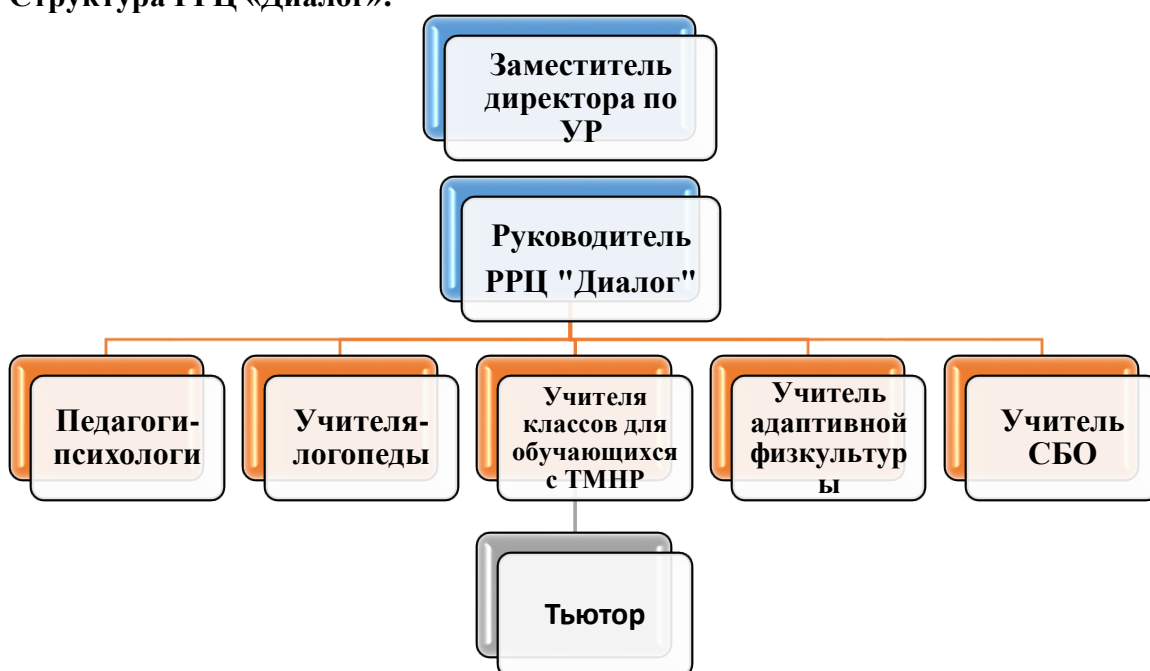 Структура РРЦ «Диалог».
Заместитель
директора по
УР
Руководитель
РРЦ "Диалог"
Педагоги-
психологи
Учителя-
логопеды
Учителя
классов для
обучающихся
с ТМНР
Учитель
адаптивной
физкультур
ы
Учитель
СБО
Тьютор